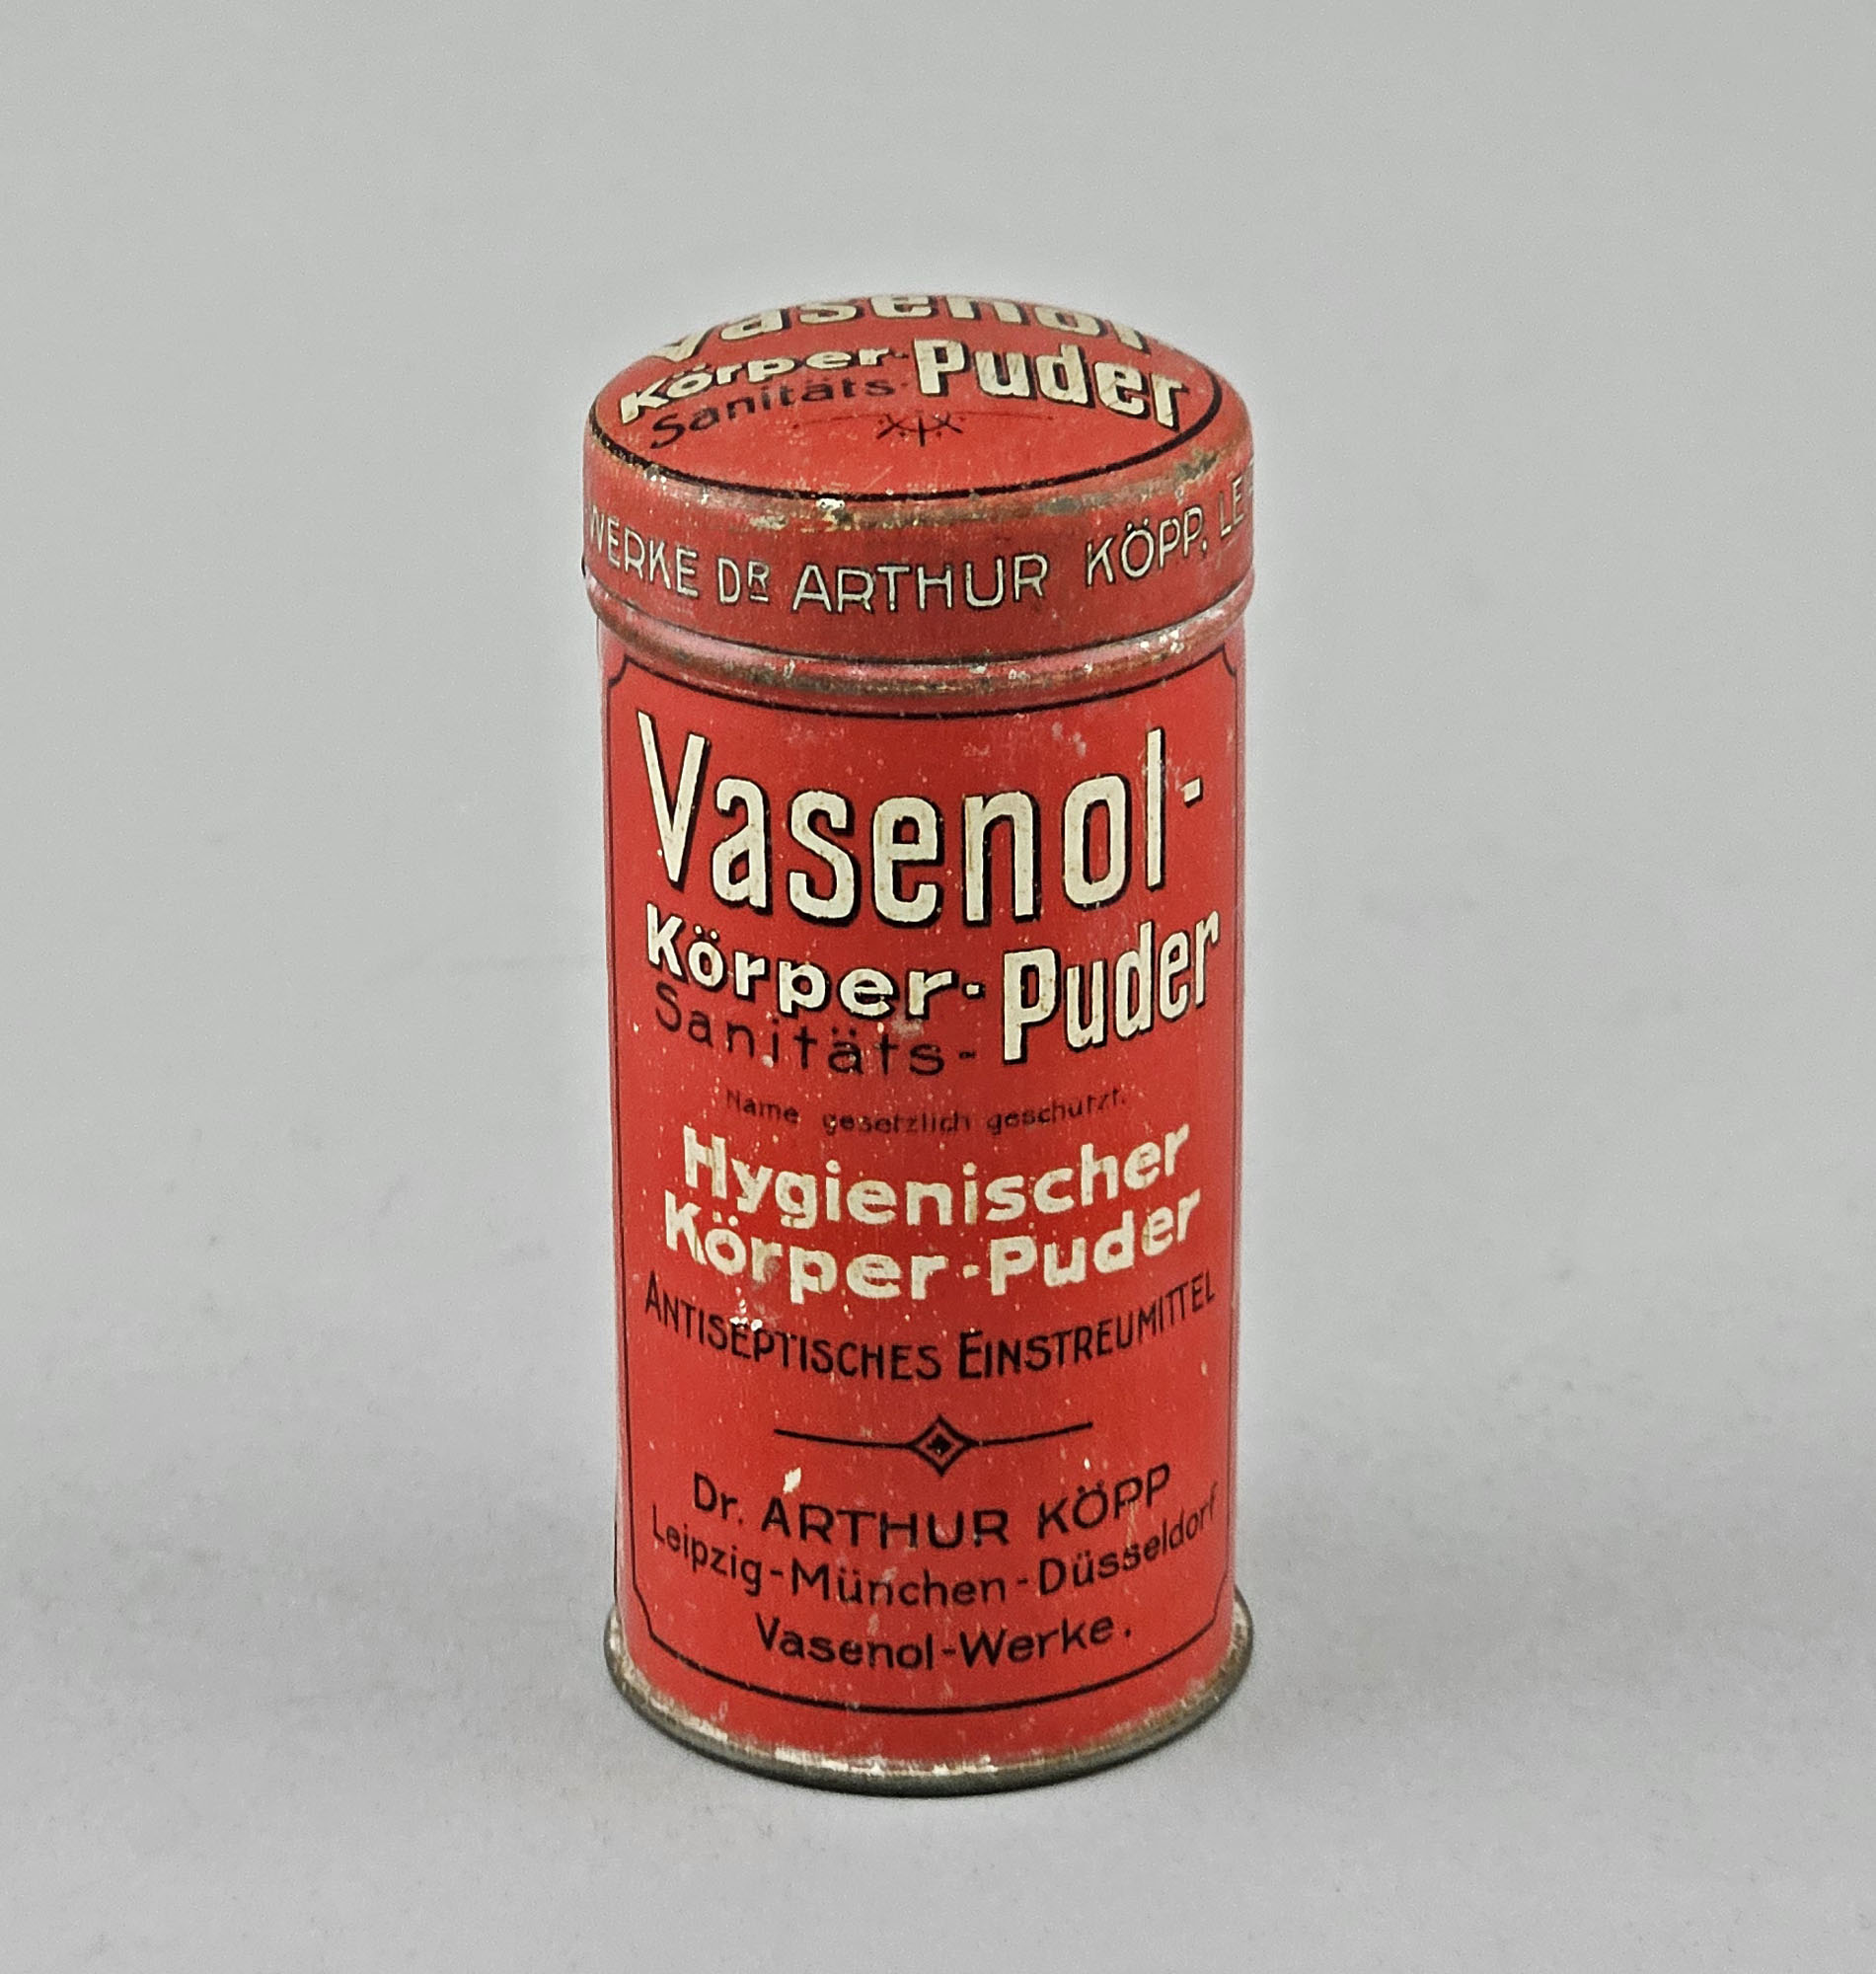 Vasenol
Körper-Puder
Sanitäts-
WERKE DR ARTHUR KÖPP,
Vasenol-
Körper-Puder
Sanitäts-
Name gesetzlich geschützt.
Hygienischer
Körper-Puder
ANTISEPTISCHES EINSTREUMITTEL
Dr. ARTHUR KÖPP
Leipzig-München-Düsseldorf
Vasenol-Werke.